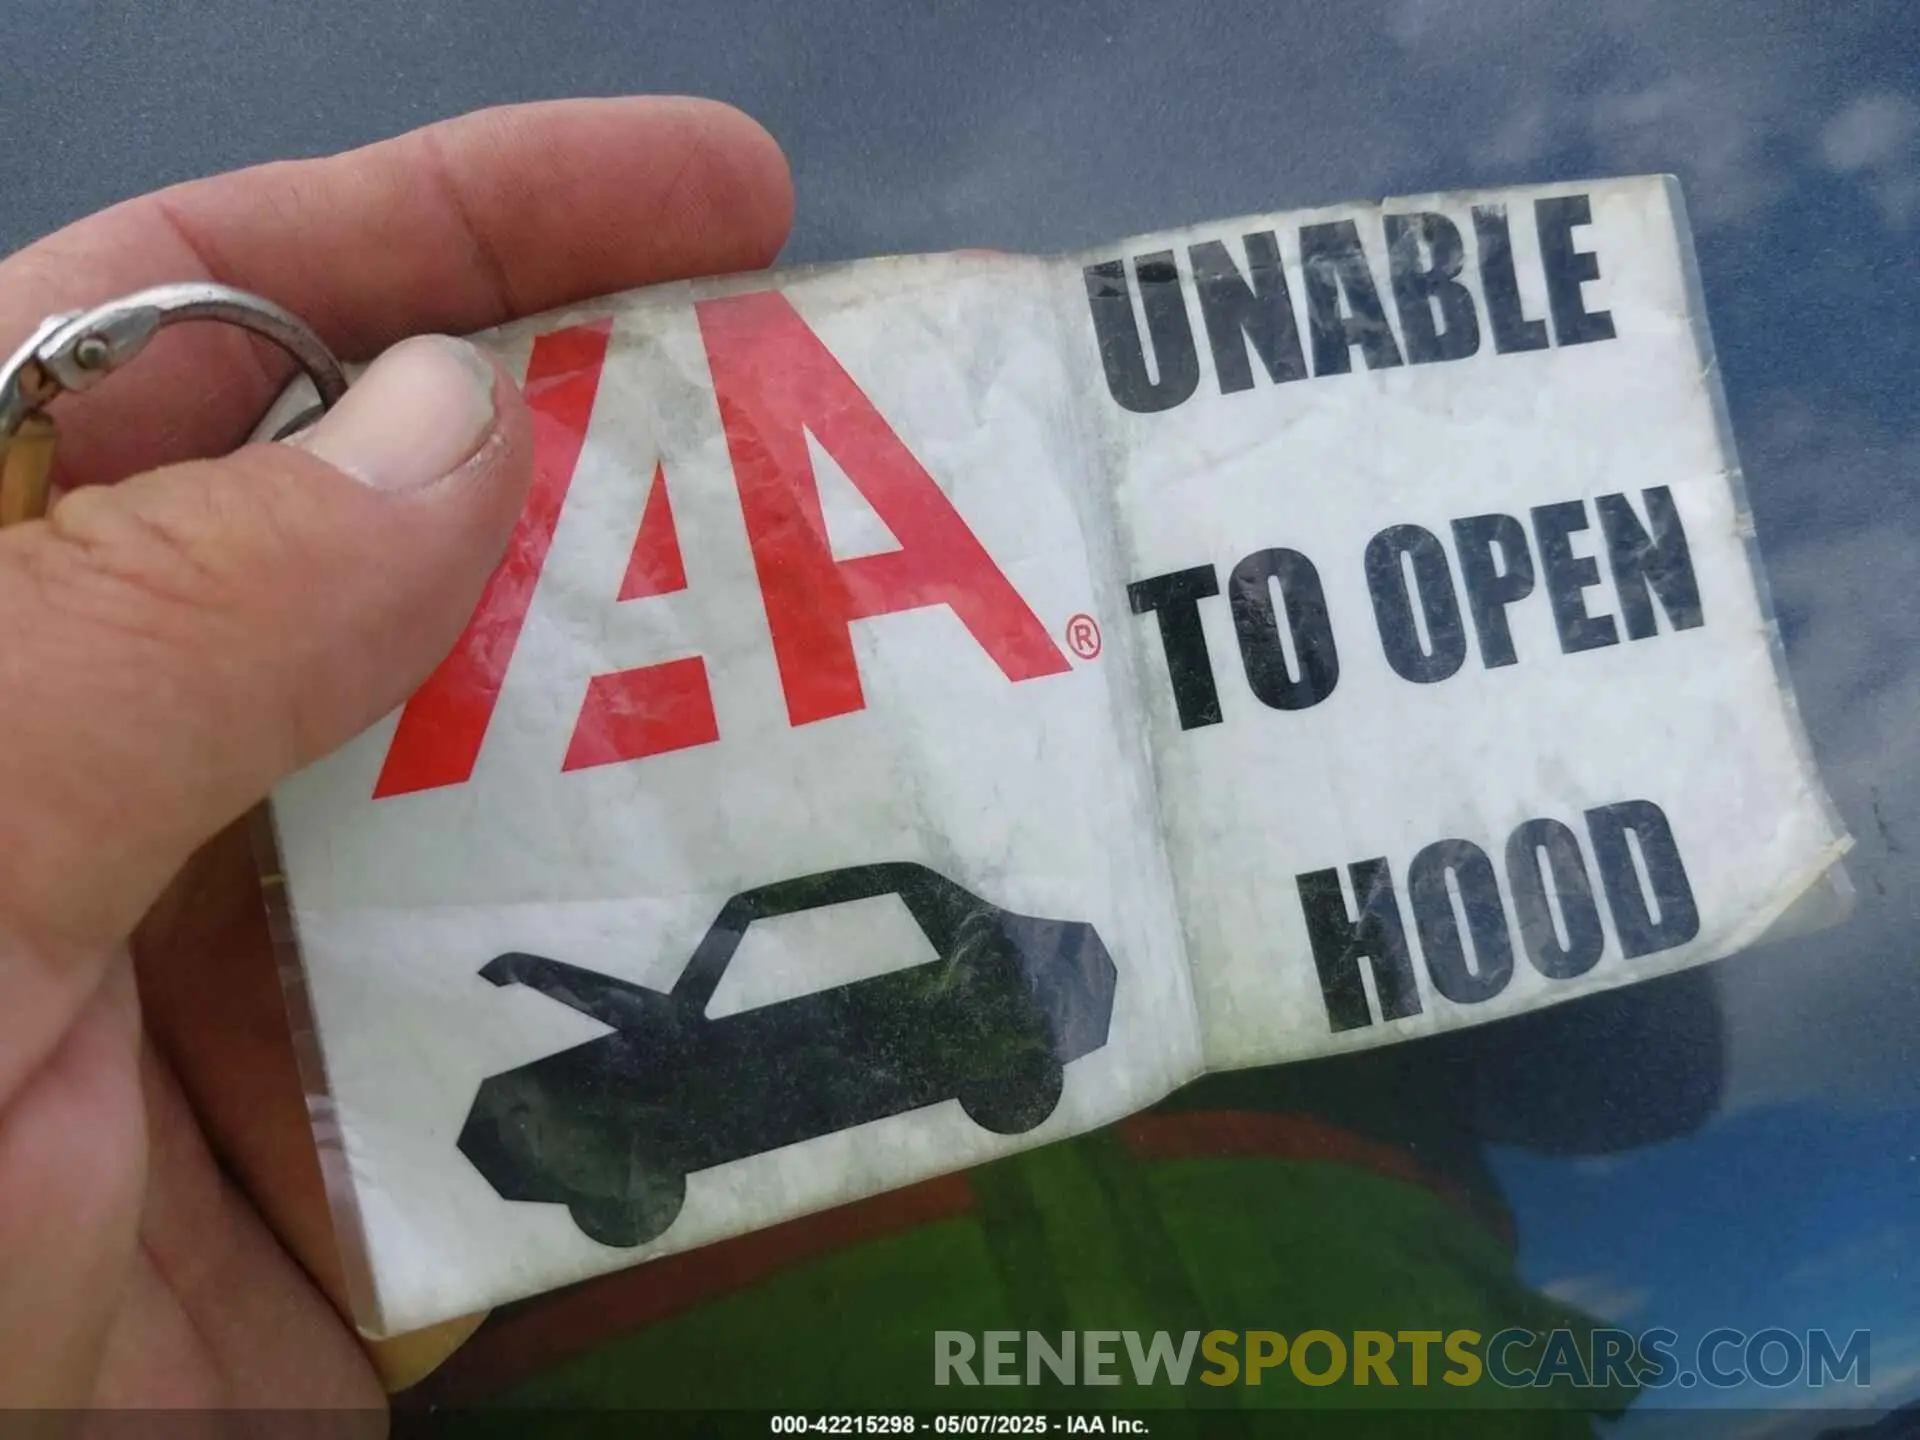 IAA®
UNABLE
TO OPEN
HOOD
RENEWSPORTSCARS.COM
000-42215298 - 05/07/2025 - IAA Inc.